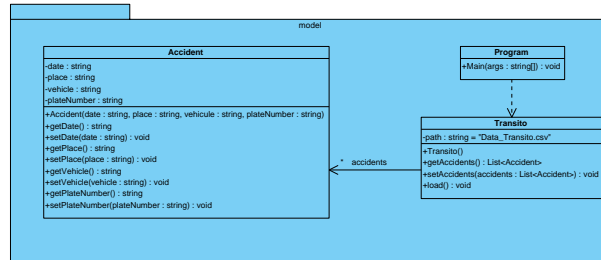 model
Accident
-date : string
-place : string
-vehicle : string
-plateNumber : string
+Accident(date : string, place : string, vehicule : string, plateNumber : string)
+getDate() : string
+setDate(date : string) : void
+getPlace() : string
+setPlace(place : string) : void
+getVehicle() : string
+setVehicle(vehicle : string) : void
+getPlateNumber() : string
+setPlateNumber(plateNumber : string) : void
* accidents
Program
+Main(args : string[]) : void
Transito
-path : string = "Data_Transito.csv"
+Transito()
+getAccidents() : List<Accident>
+setAccidents(accidents : List<Accident>) : void
+load() : void